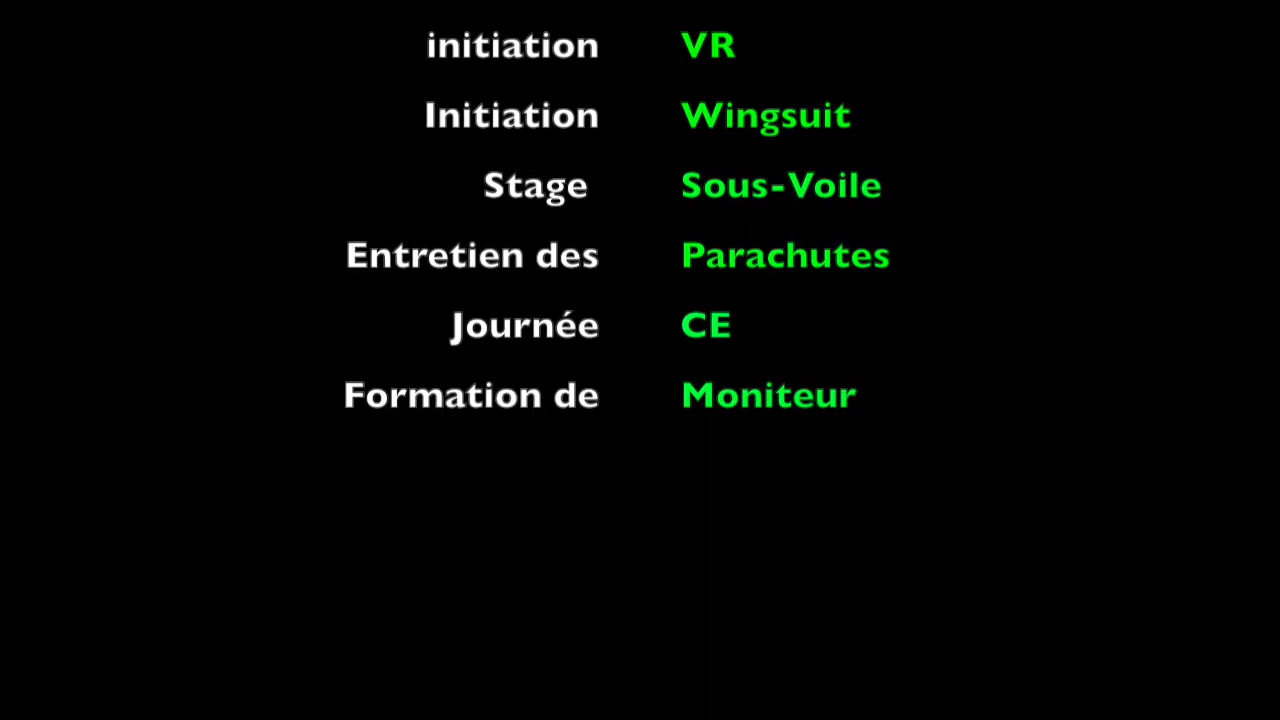 initiation VR
Initiation Wingsuit
Stage Sous-Voile
Entretien des Parachutes
Journée CE
Formation de Moniteur